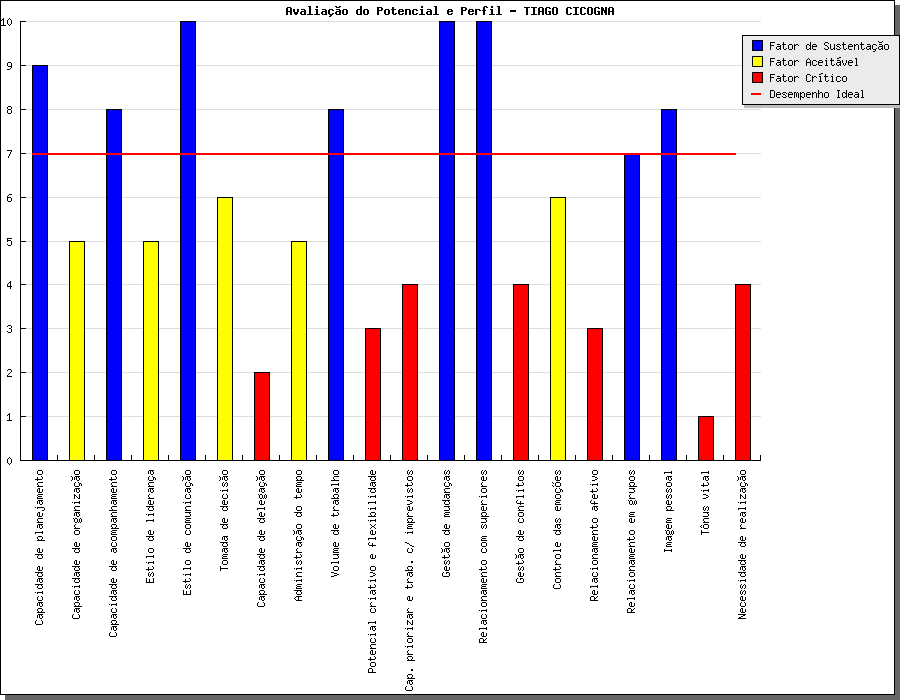 Avaliação do Potencial e Perfil - TIAGO CICOGNA
Fator de Sustentação
Fator Aceitável
Fator Crítico
Desempenho Ideal
10
9
8
7
6
5
4
3
2
1
0
Capacidade de planejamento
Capacidade de organização
Capacidade de acompanhamento
Estilo de liderança
Estilo de comunicação
Tomada de decisão
Capacidade de delegação
Administração do tempo
Volume de trabalho
Potencial criativo e flexibilidade
Cap. priorizar e trab. c/ imprevistos
Gestão de mudanças
Relacionamento com superiores
Gestão de conflitos
Controle das emoções
Relacionamento afetivo
Relacionamento em grupos
Imagem pessoal
Tônus vital
Necessidade de realização